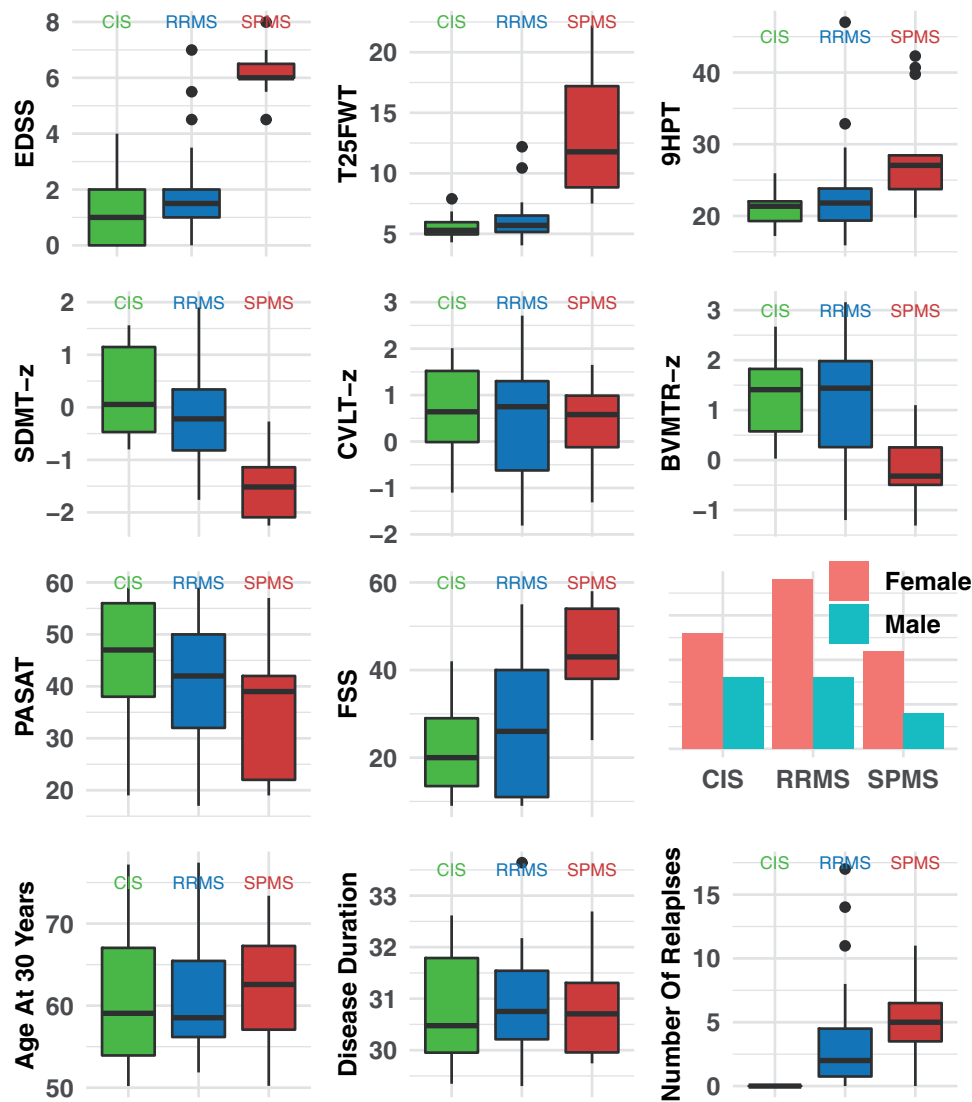 EDSS
8
6
4
2
0
CIS RRMS SPMS
T25FWT
20
15
10
5
CIS RRMS SPMS
9HPT
40
30
20
CIS RRMS SPMS
SDMT-z
2
1
0
−1
−2
CIS RRMS SPMS
CVLT-z
3
2
1
0
−1
−2
CIS RRMS SPMS
BVMTR-z
3
2
1
0
−1
CIS RRMS SPMS
PASAT
60
50
40
30
20
CIS RRMS SPMS
FSS
60
40
20
CIS RRMS SPMS
Female
Male
CIS RRMS SPMS
Age At 30 Years
70
60
50
CIS RRMS SPMS
Disease Duration
33
32
31
30
CIS RRMS SPMS
Number Of Relaplses
15
10
5
0
CIS RRMS SPMS